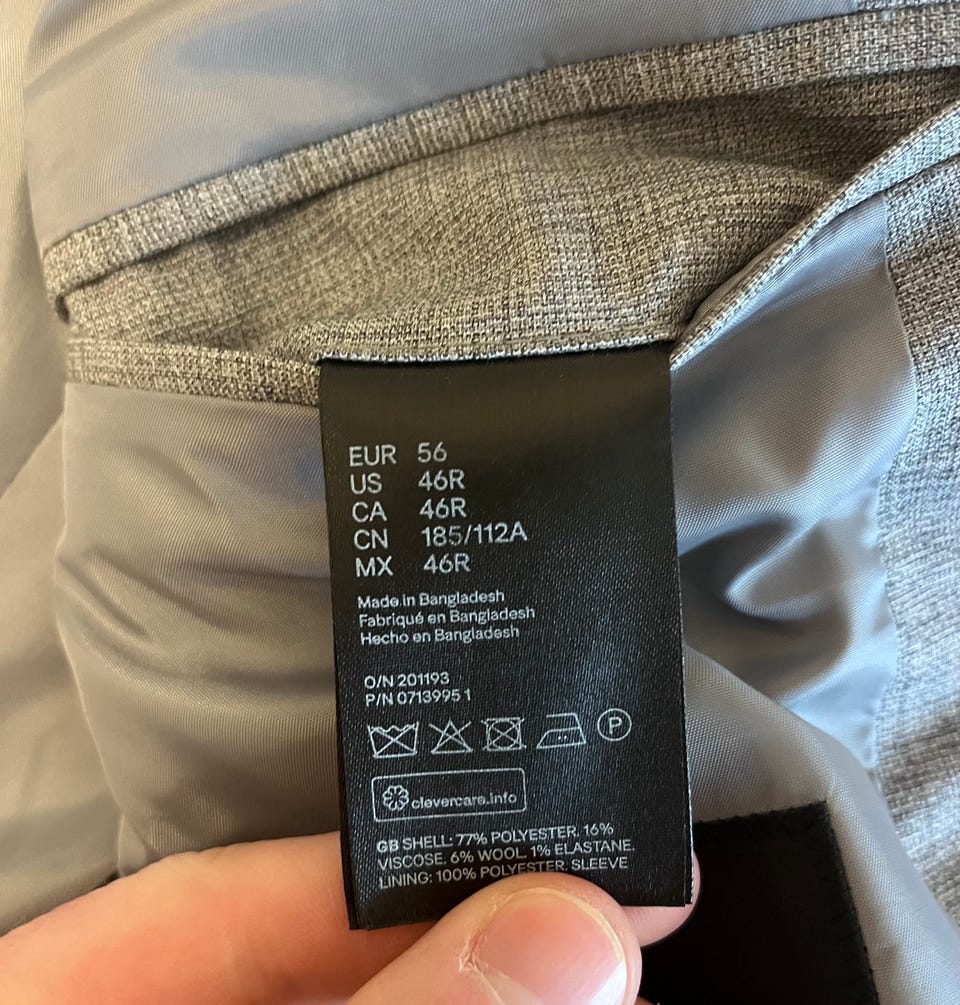 EUR 56
US 46R
CA 46R
CN 185/112A
MX 46R
Made in Bangladesh
Fabriqué en Bangladesh
Hecho en Bangladesh
O/N 201193
P/N 0713995 1
P
clevercare.info
GB SHELL: 77% POLYESTER. 16%
VISCOSE. 6% WOOL. 1% ELASTANE.
LINING: 100% POLYESTER. SLEEVE